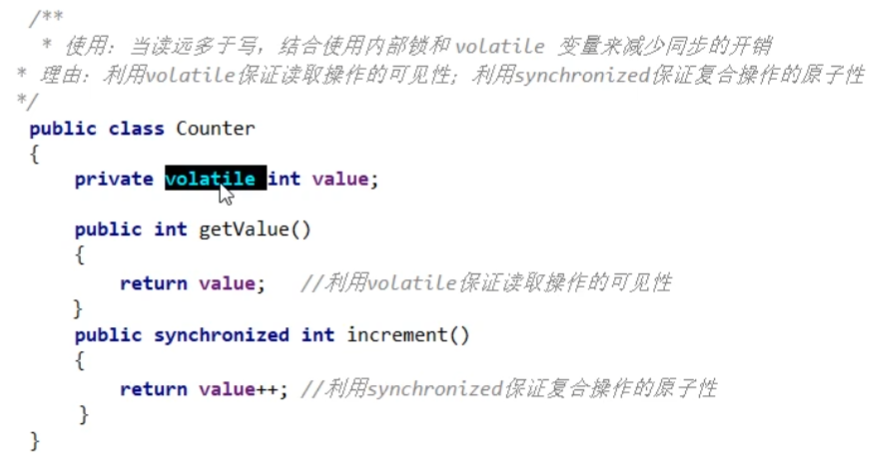 /**
* 使用：当读远多于写，结合使用内部锁和 volatile 变量来减少同步的开销
* 理由：利用volatile保证读取操作的可见性；利用synchronized保证复合操作的原子性
*/
public class Counter
{
private volatile int value;
public int getValue()
{
return value; //利用volatile保证读取操作的可见性
}
public synchronized int increment()
{
return value++; //利用synchronized保证复合操作的原子性
}
}